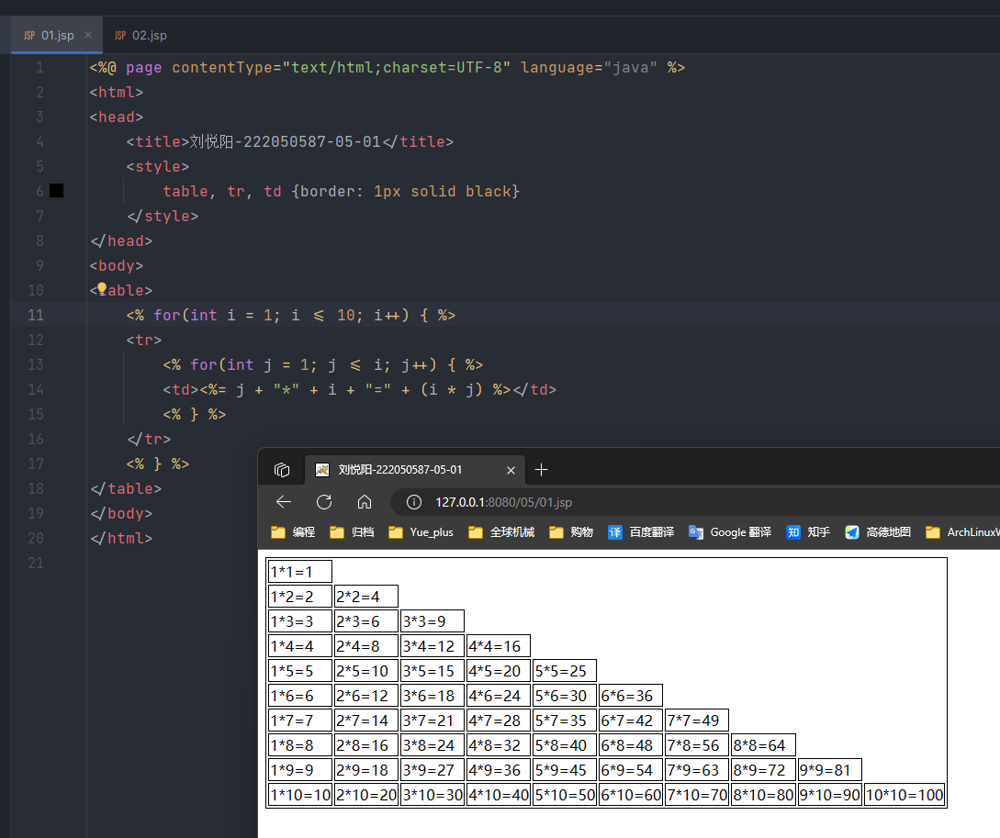 01.jsp 02.jsp
1 <%@ page contentType="text/html;charset=UTF-8" language="java" %>
2 <html>
3 <head>
4 <title>刘悦阳-222050587-05-01</title>
5 <style>
6 table, tr, td {border: 1px solid black}
7 </style>
8 </head>
9 <body>
10 <table>
11 <% for(int i = 1; i <= 10; i++) { %>
12 <tr>
13 <% for(int j = 1; j <= i; j++) { %>
14 <td><%= j + "*" + i + "=" + (i * j) %></td>
15 <% } %>
16 </tr>
17 <% } %>
18 </table>
19 </body>
20 </html>
21
刘悦阳-222050587-05-01
127.0.0.1:8080/05/01.jsp
编程 归档 Yue_plus 全球机械 购物 译 百度翻译 Google 翻译 知 知乎 高德地图 ArchLinuxW
1*1=1
1*2=2 2*2=4
1*3=3 2*3=6 3*3=9
1*4=4 2*4=8 3*4=12 4*4=16
1*5=5 2*5=10 3*5=15 4*5=20 5*5=25
1*6=6 2*6=12 3*6=18 4*6=24 5*6=30 6*6=36
1*7=7 2*7=14 3*7=21 4*7=28 5*7=35 6*7=42 7*7=49
1*8=8 2*8=16 3*8=24 4*8=32 5*8=40 6*8=48 7*8=56 8*8=64
1*9=9 2*9=18 3*9=27 4*9=36 5*9=45 6*9=54 7*9=63 8*9=72 9*9=81
1*10=10 2*10=20 3*10=30 4*10=40 5*10=50 6*10=60 7*10=70 8*10=80 9*10=90 10*10=100